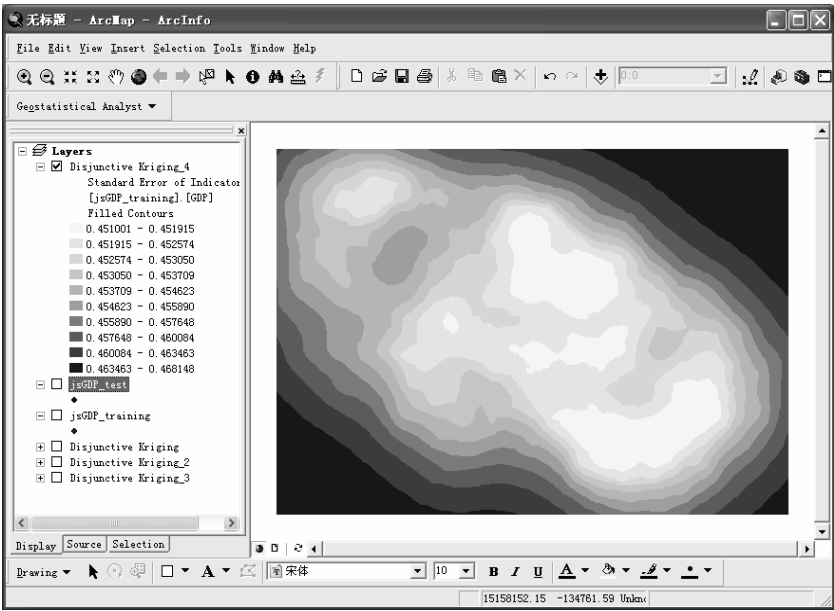 无标题 - ArcMap - ArcInfo
File Edit View Insert Selection Tools Window Help
0:0
Geostatistical Analyst
Layers
Disjunctive Kriging_4
Standard Error of Indicator
[jsGDP_training].[GDP]
Filled Contours
0.451001 - 0.451915
0.451915 - 0.452574
0.452574 - 0.453050
0.453050 - 0.453709
0.453709 - 0.454623
0.454623 - 0.455890
0.455890 - 0.457648
0.457648 - 0.460084
0.460084 - 0.463463
0.463463 - 0.468148
jsGDP_test
jsGDP_training
Disjunctive Kriging
Disjunctive Kriging_2
Disjunctive Kriging_3
Display Source Selection
Drawing A 宋体 10 B I U A
15158152.15 -134761.59